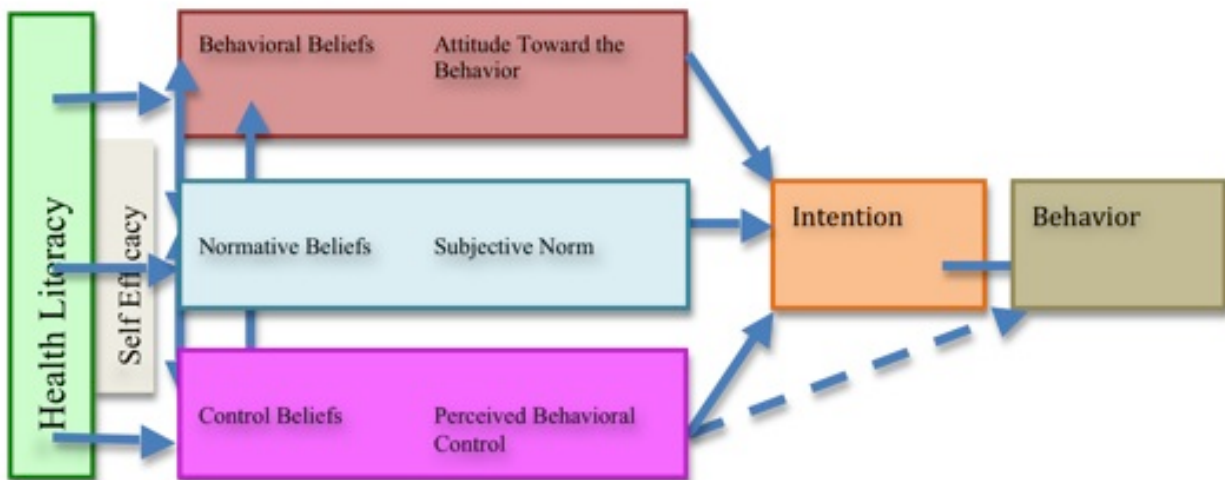 Health Literacy
Self Efficacy
Behavioral Beliefs
Attitude Toward the
Behavior
Normative Beliefs
Subjective Norm
Control Beliefs
Perceived Behavioral
Control
Intention
Behavior